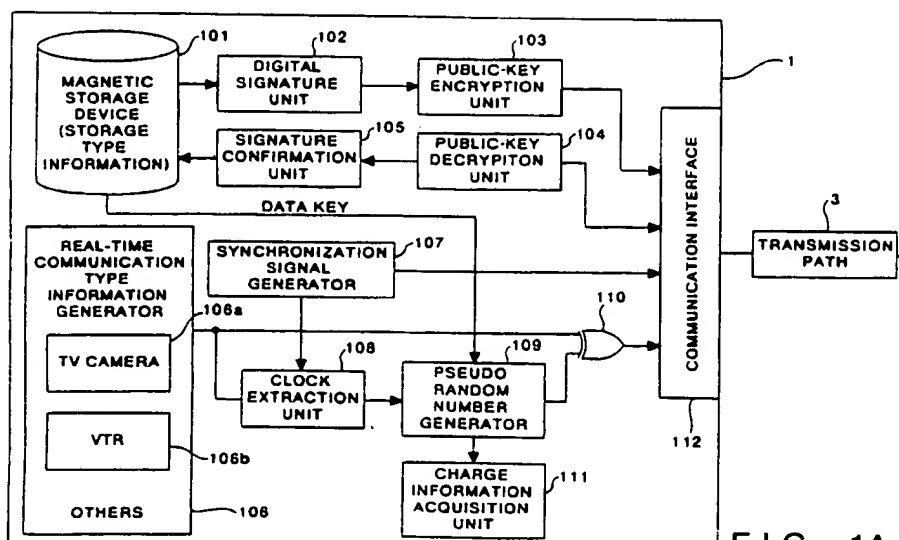 101
MAGNETIC
STORAGE
DEVICE
(STORAGE
TYPE
INFORMATION)
102
DIGITAL
SIGNATURE
UNIT
103
PUBLIC-KEY
ENCRYPTION
UNIT
1
105
SIGNATURE
CONFIRMATION
UNIT
104
PUBLIC-KEY
DECRYPITON
UNIT
DATA KEY
COMMUNICATION INTERFACE
112
3
TRANSMISSION
PATH
REAL-TIME
COMMUNICATION
TYPE
INFORMATION
GENERATOR
106a
TV CAMERA
VTR
106b
OTHERS
106
107
SYNCHRONIZATION
SIGNAL
GENERATOR
108
CLOCK
EXTRACTION
UNIT
109
PSEUDO
RANDOM
NUMBER
GENERATOR
110
111
CHARGE
INFORMATION
ACQUISITION
UNIT
FIG. 1A